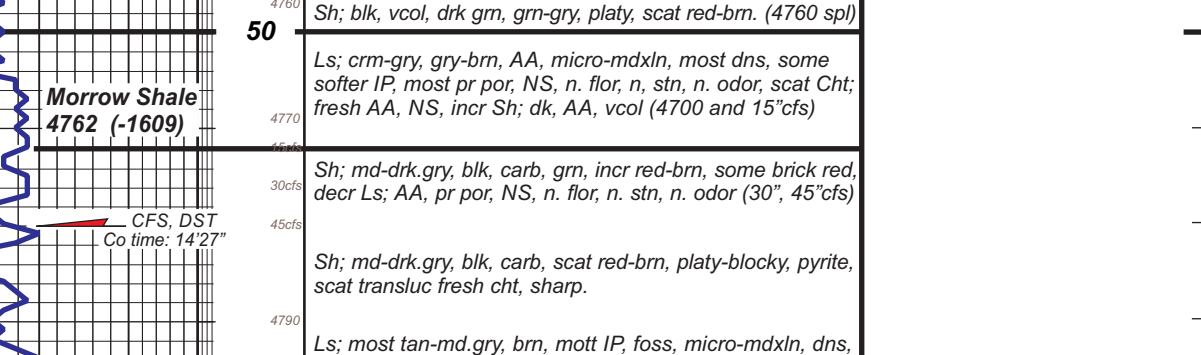 4760
Sh; blk, vcol, drk grn, grn-gry, platy, scat red-brn. (4760 spl)
50
Ls; crm-gry, gry-brn, AA, micro-mdxln, most dns, some
softer IP, most pr por, NS, n. flor, n, stn, n. odor, scat Cht;
fresh AA, NS, incr Sh; dk, AA, vcol (4700 and 15”cfs)
Morrow Shale
4762 (-1609)
4770
15cfs
Sh; md-drk.gry, blk, carb, grn, incr red-brn, some brick red,
decr Ls; AA, pr por, NS, n. flor, n. stn, n. odor (30”, 45”cfs)
30cfs
CFS, DST
Co time: 14’27”
45cfs
Sh; md-drk.gry, blk, carb, scat red-brn, platy-blocky, pyrite,
scat transluc fresh cht, sharp.
4790
Ls; most tan-md.gry, brn, mott IP, foss, micro-mdxln, dns,